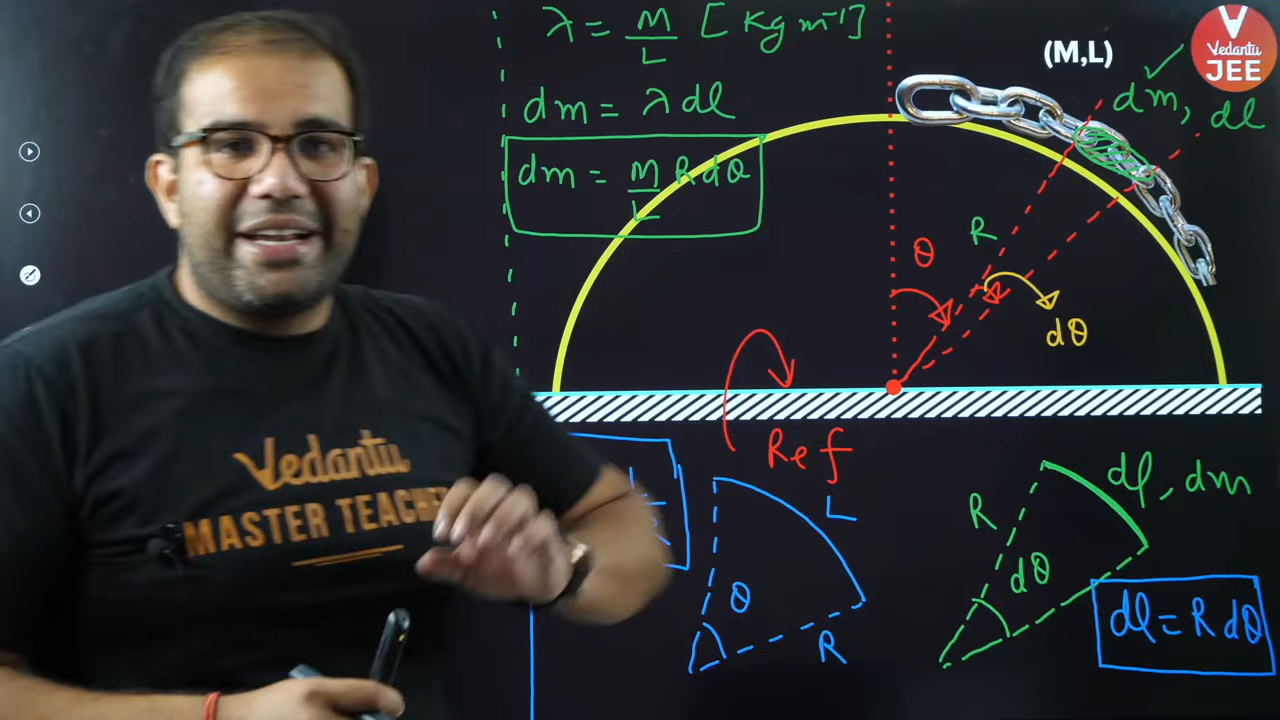 λ = M/L [Kg m⁻¹]
dm = λ dl
dm = M/L R dθ
(M,L)
dm, dl
V
Vedantu
JEE
θ
R
dθ
Ref
Vedantu
MASTER TEACHER
L
θ
R
R
dθ
dl, dm
dl = R dθ